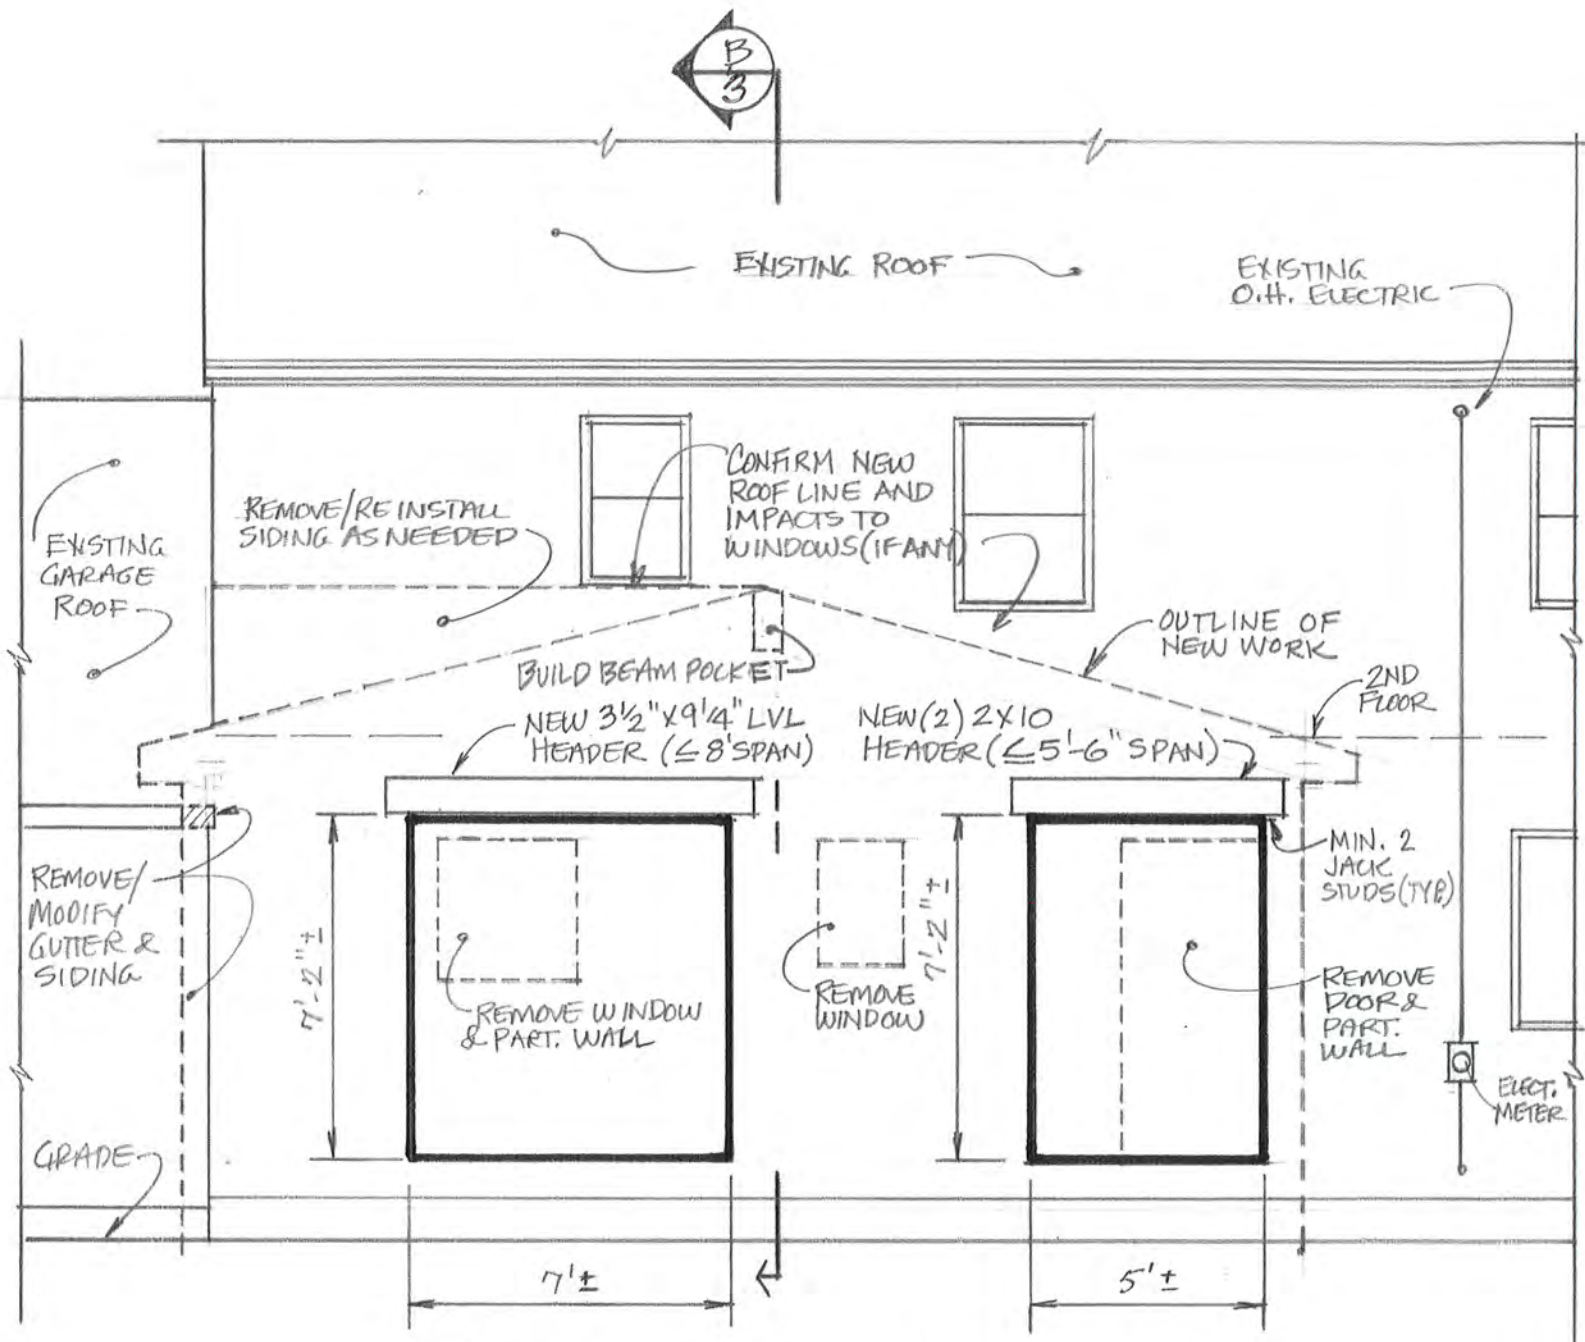 B
3
EXISTING ROOF
EXISTING
O.H. ELECTRIC
CONFIRM NEW
ROOF LINE AND
IMPACTS TO
WINDOWS (IF ANY)
REMOVE/REINSTALL
SIDING AS NEEDED
EXISTING
GARAGE
ROOF
OUTLINE OF
NEW WORK
BUILD BEAM POCKET
2ND
FLOOR
NEW 3½"X9¼" LVL
HEADER (≤8' SPAN)
NEW (2) 2X10
HEADER (≤5'-6" SPAN)
MIN. 2
JACK
STUDS (TYP.)
REMOVE/
MODIFY
GUTTER &
SIDING
7'-2"±
7'-2"±
REMOVE WINDOW
& PART. WALL
REMOVE
WINDOW
REMOVE
DOOR &
PART.
WALL
ELECT.
METER
GRADE
7'±
5'±